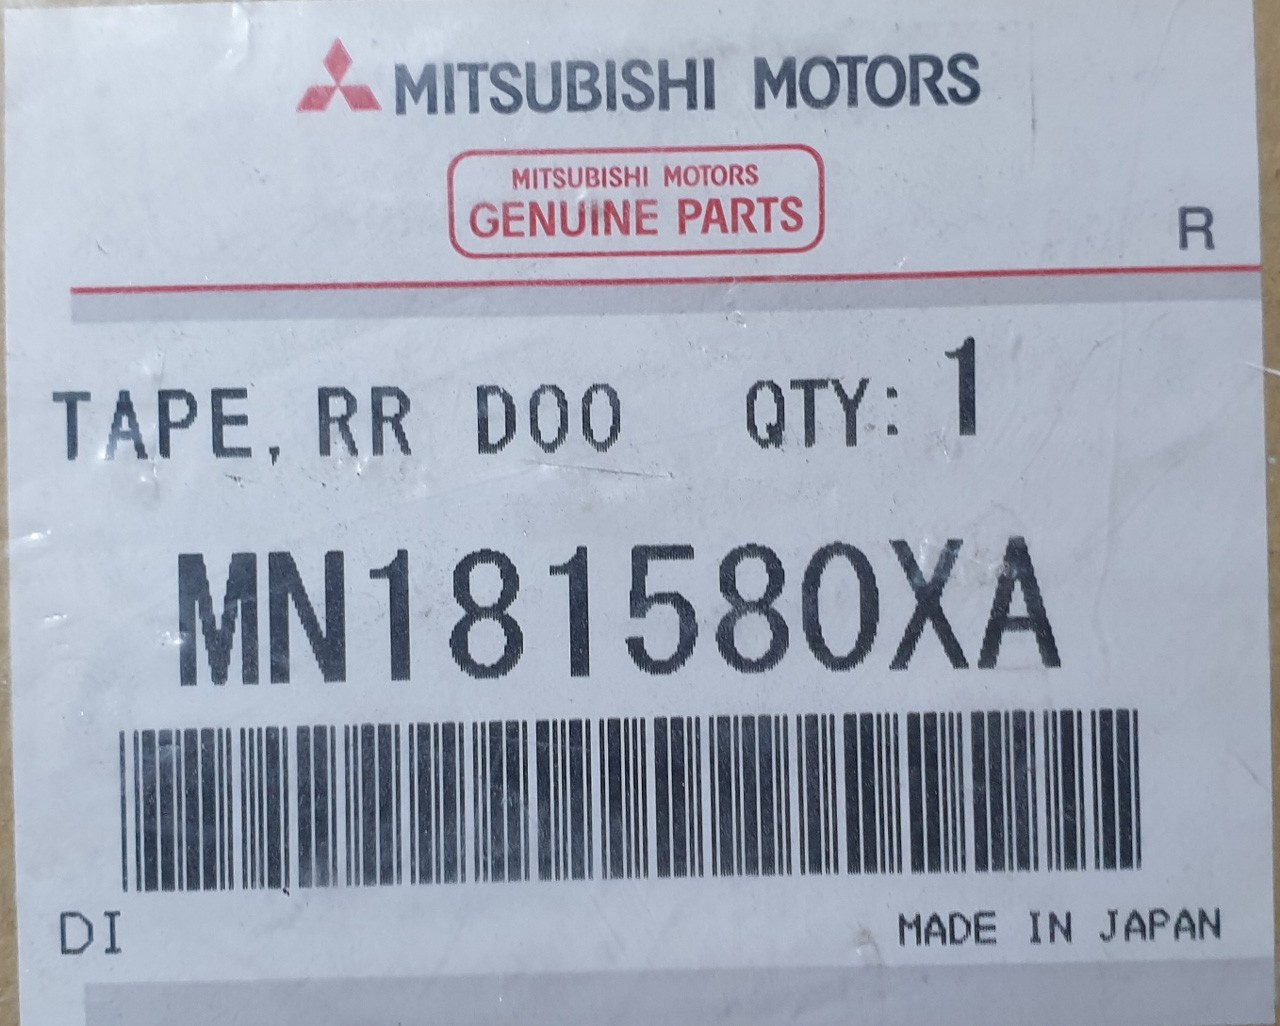 MITSUBISHI MOTORS
MITSUBISHI MOTORS
GENUINE PARTS
R
TAPE, RR DOO QTY: 1
MN181580XA
DI
MADE IN JAPAN